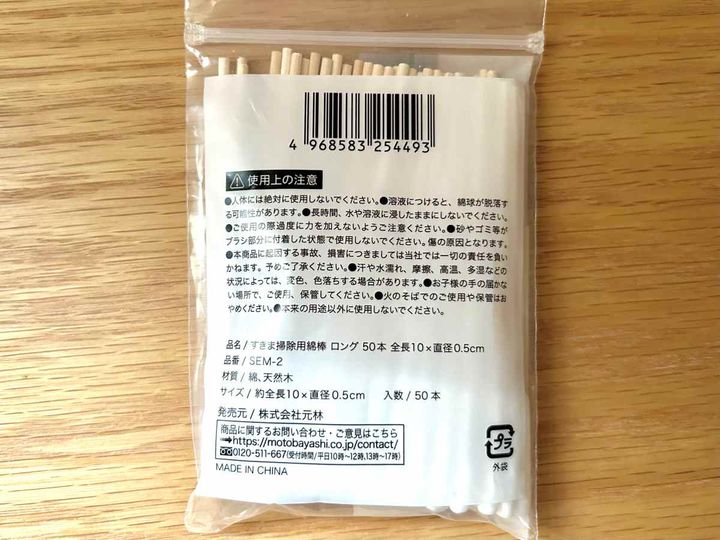 4 968583 254493
使用上の注意
●人体には絶対に使用しないでください。●溶液につけると、綿球が脱落す
る可能性があります。●長時間、水や溶液に浸したままにしないでください。
●ご使用の際過度に力を加えないようご注意ください。●砂やゴミ等が
ブラシ部分に付着した状態で使用しないでください。傷の原因となります。
●本商品に起因する事故、損害につきましては当社では一切の責任を負い
かねます。予めご了承ください。●汗や水濡れ、摩擦、高温、多湿などの
状況によっては、変色、色落ちする場合があります。●お子様の手の届かな
い場所で、ご使用、保管してください。●火のそばでのご使用や保管はお
やめください。●本来の用途以外に使用しないでください。
品名/すきま掃除用綿棒 ロング 50本 全長10×直径0.5cm
品番/SEM-2
材質/綿、天然木
サイズ/約全長10×直径0.5cm 入数/50本
発売元/株式会社元林
商品に関するお問い合わせ・ご意見はこちら
https://motobayashi.co.jp/contact/
0120-511-667(受付時間/平日10時〜12時,13時〜17時)
MADE IN CHINA
プラ
外袋